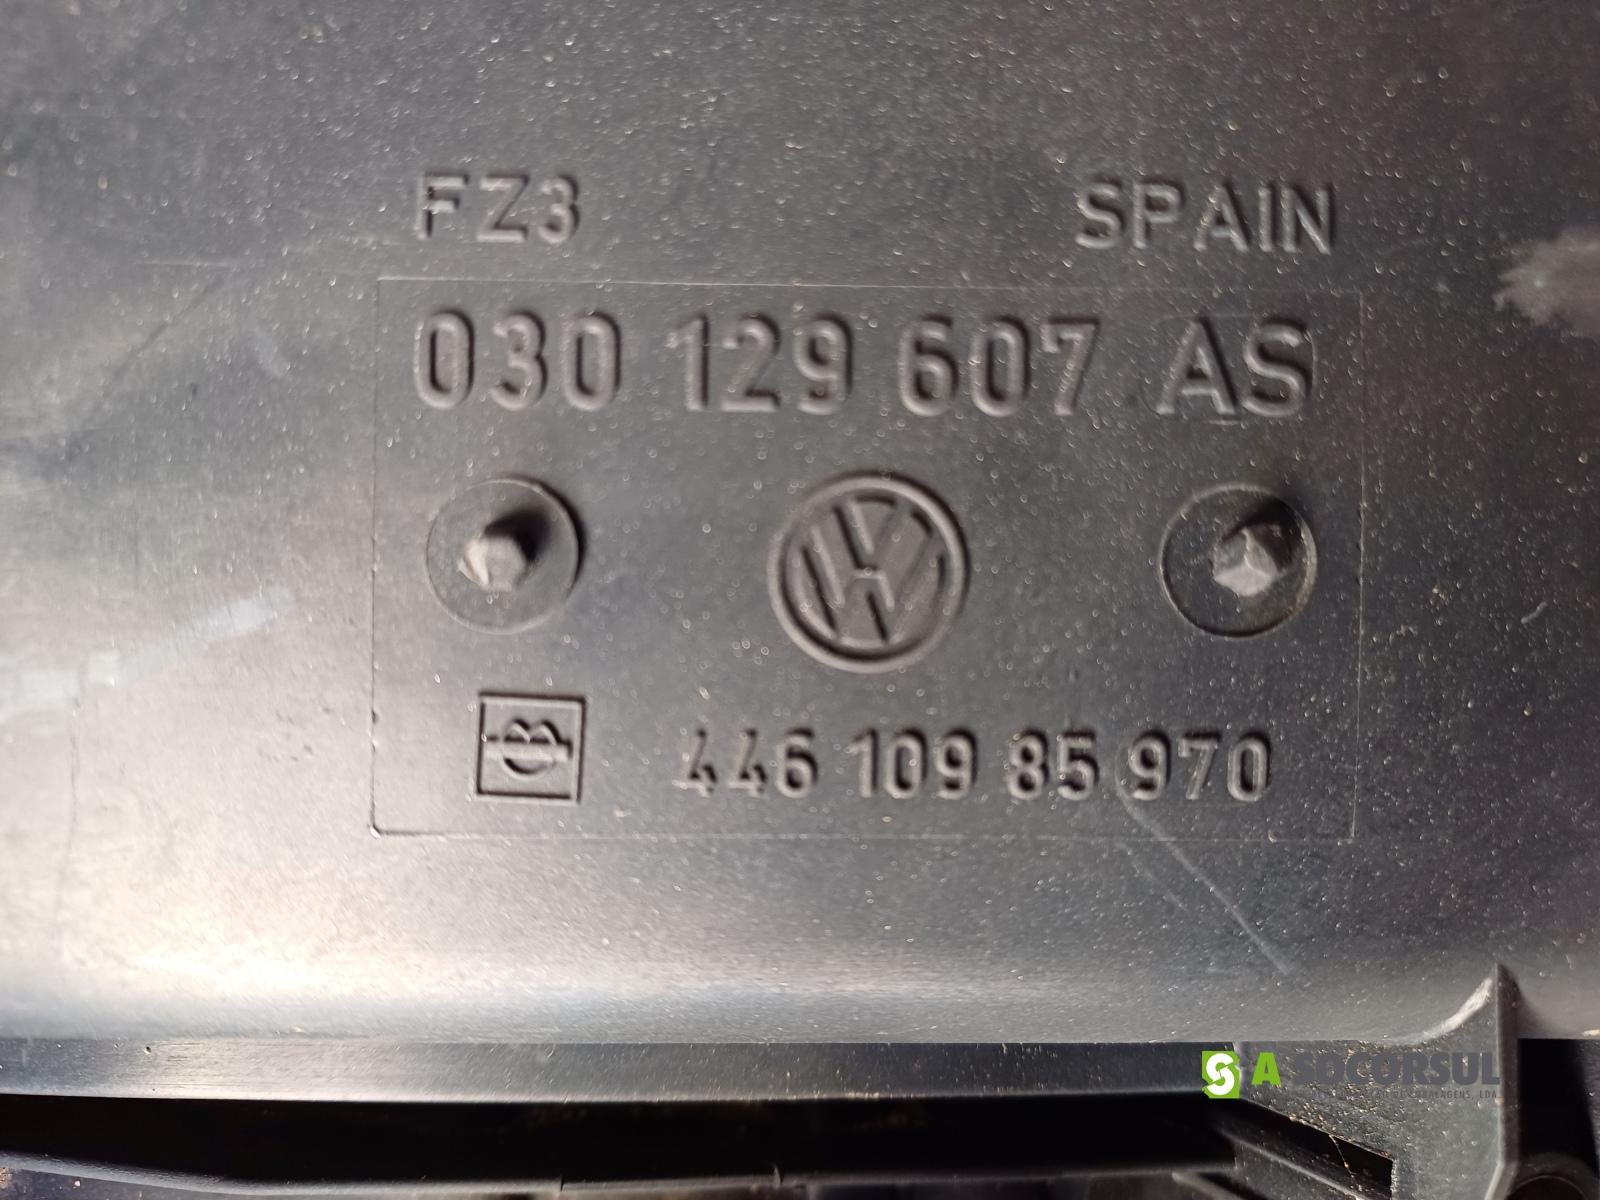 FZ3 SPAIN
030 129 607 AS
446 109 85 970
A SOCORSUL